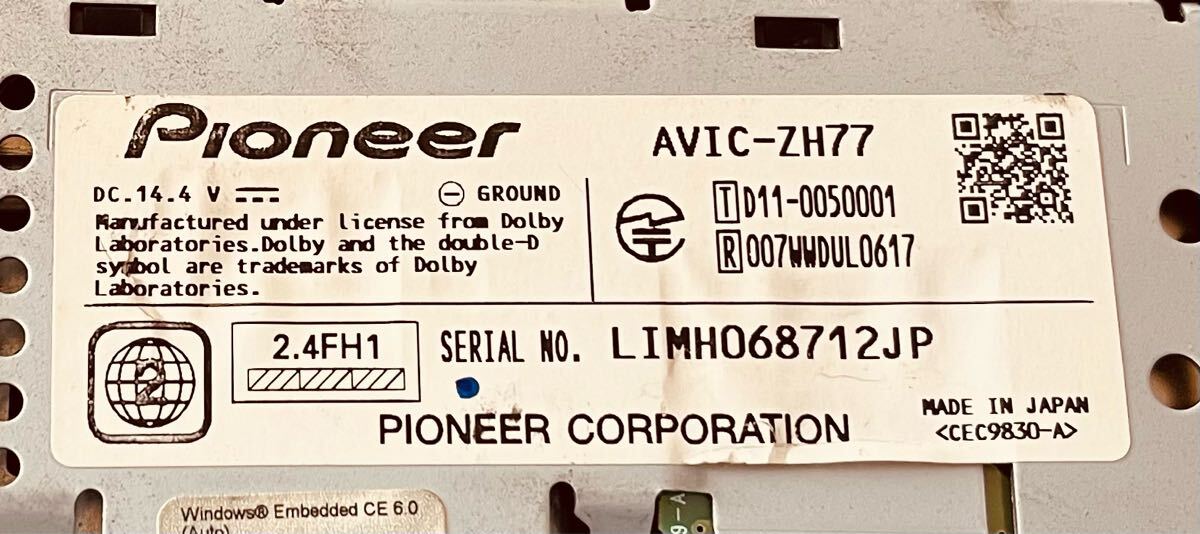 Pioneer
AVIC-ZH77
DC.14.4 V
GROUND
Manufactured under license from Dolby
Laboratories.Dolby and the double-D
symbol are trademarks of Dolby
Laboratories.
T D11-0050001
R 007WWDUL0617
2
2.4FH1
SERIAL NO. LIMH068712JP
PIONEER CORPORATION
MADE IN JAPAN
<CEC9830-A>
Windows® Embedded CE 6.0
(Auto)
9-A